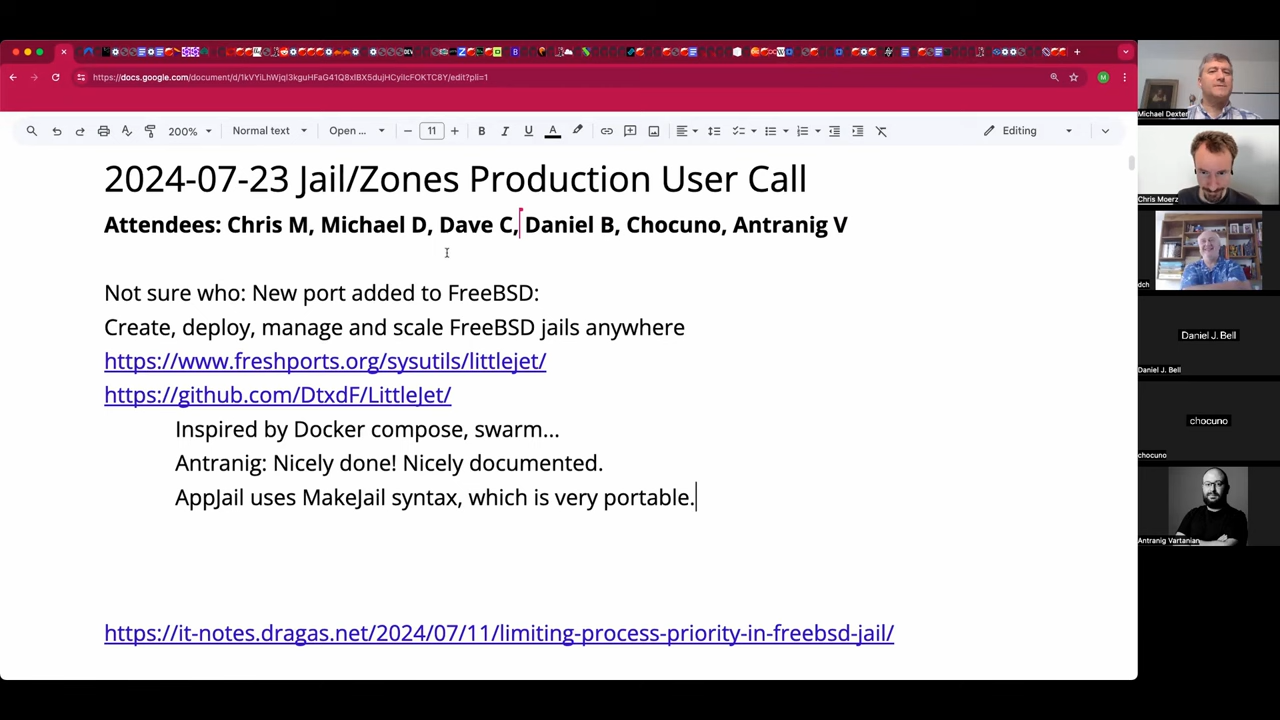 https://docs.google.com/document/d/1kVYiLhWjqI3kguHFaG41Q8xIBX5dujHCyiIcFOKTC8Y/edit?pli=1
M
200%
Normal text
Open ...
11
Editing
2024-07-23 Jail/Zones Production User Call
Attendees: Chris M, Michael D, Dave C, Daniel B, Chocuno, Antranig V
Not sure who: New port added to FreeBSD:
Create, deploy, manage and scale FreeBSD jails anywhere
https://www.freshports.org/sysutils/littlejet/
https://github.com/DtxdF/LittleJet/
Inspired by Docker compose, swarm...
Antranig: Nicely done! Nicely documented.
AppJail uses MakeJail syntax, which is very portable.
https://it-notes.dragas.net/2024/07/11/limiting-process-priority-in-freebsd-jail/
Michael Dexter
Chris Moerz
dch
Daniel J. Bell
Daniel J. Bell
chocuno
chocuno
Antranig Vartanian